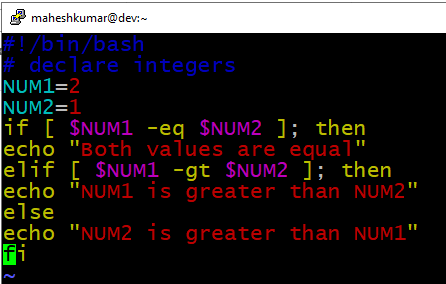 maheshkumar@dev:~
#!/bin/bash
# declare integers
NUM1=2
NUM2=1
if [ $NUM1 -eq $NUM2 ]; then
echo "Both values are equal"
elif [ $NUM1 -gt $NUM2 ]; then
echo "NUM1 is greater than NUM2"
else
echo "NUM2 is greater than NUM1"
fi
~